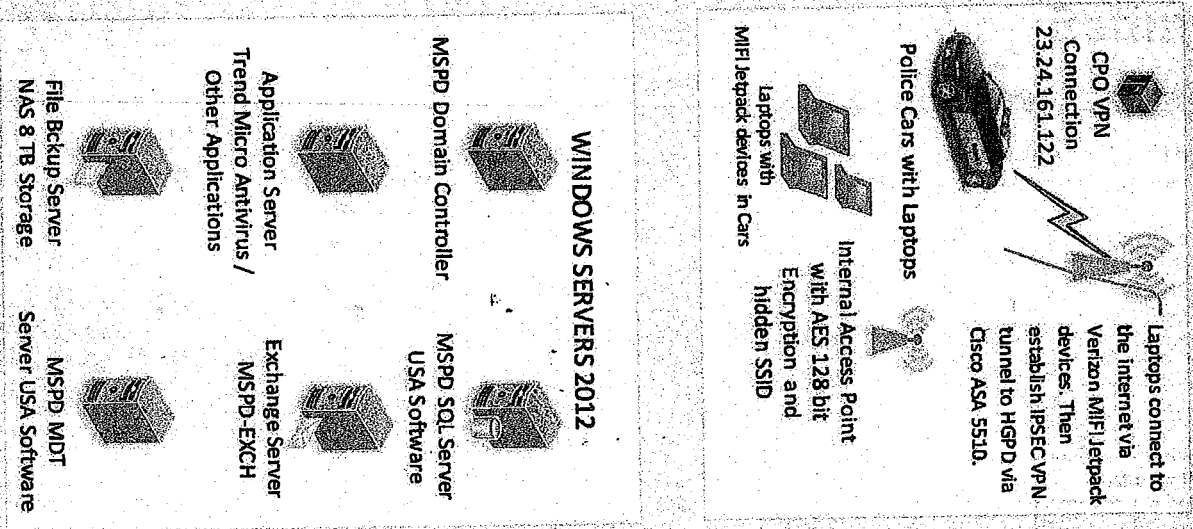 CPO VPN
Connection
23.24.161.122
Police Cars with Laptops
Laptops connect to
the internet via
Verizon MIFI Jetpack
devices. Then
establish IPSEC VPN
tunnel to HGPD via
Cisco ASA 5510.
Laptops with
MIFI Jetpack devices in Cars
Internal Access Point
with AES 128 bit
Encryption and
hidden SSID
WINDOWS SERVERS 2012
MSPD Domain Controller
MSPD SQL Server
USA Software
Application Server
Trend Micro Antivirus /
Other Applications
Exchange Server
MSPD-EXCH
File Bckup Server
NAS 8 TB Storage
MSPD MDT
Server USA Software